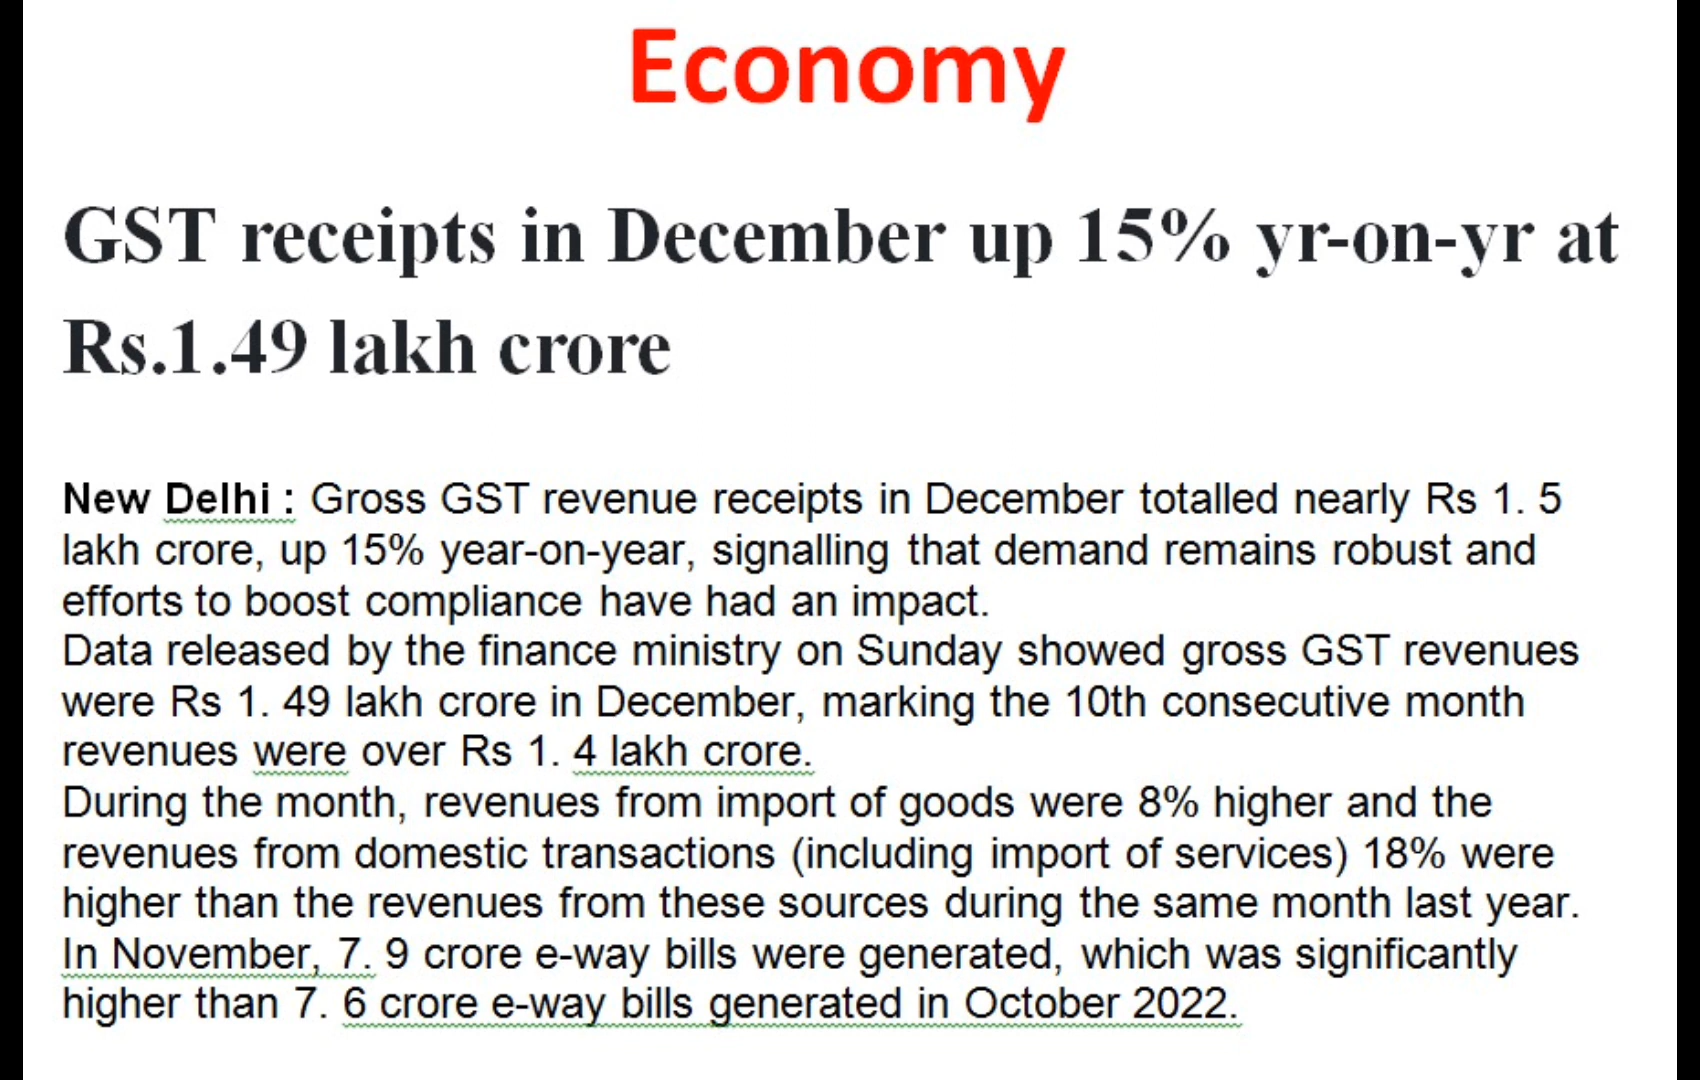 Economy
GST receipts in December up 15% yr-on-yr at
Rs.1.49 lakh crore
New Delhi : Gross GST revenue receipts in December totalled nearly Rs 1. 5
lakh crore, up 15% year-on-year, signalling that demand remains robust and
efforts to boost compliance have had an impact.
Data released by the finance ministry on Sunday showed gross GST revenues
were Rs 1. 49 lakh crore in December, marking the 10th consecutive month
revenues were over Rs 1. 4 lakh crore.
During the month, revenues from import of goods were 8% higher and the
revenues from domestic transactions (including import of services) 18% were
higher than the revenues from these sources during the same month last year.
In November, 7. 9 crore e-way bills were generated, which was significantly
higher than 7. 6 crore e-way bills generated in October 2022.